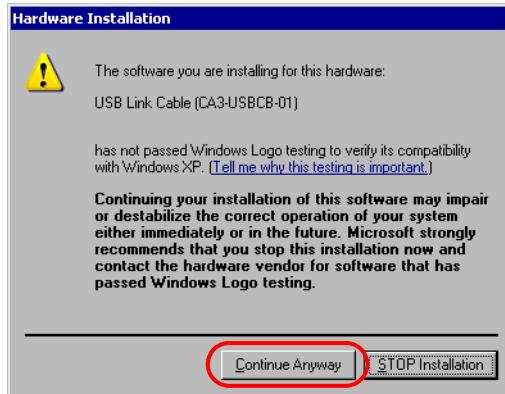 Hardware Installation
The software you are installing for this hardware:
USB Link Cable (CA3-USBCB-01)
has not passed Windows Logo testing to verify its compatibility
with Windows XP. (Tell me why this testing is important.)
Continuing your installation of this software may impair
or destabilize the correct operation of your system
either immediately or in the future. Microsoft strongly
recommends that you stop this installation now and
contact the hardware vendor for software that has
passed Windows Logo testing.
Continue Anyway STOP Installation